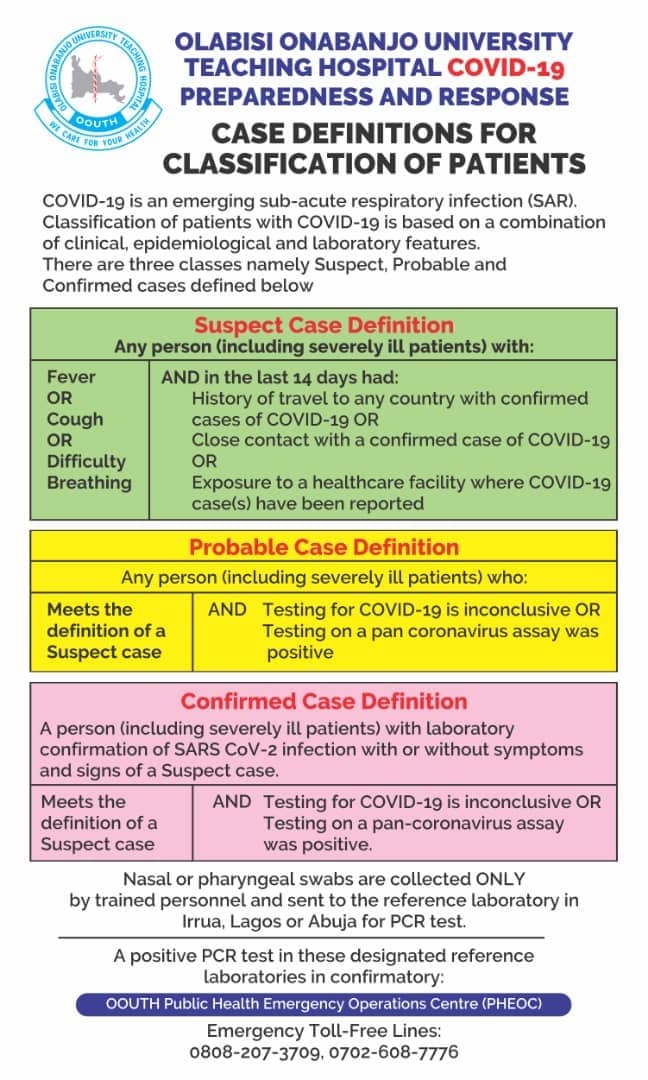 OLABISI ONABANJO UNIVERSITY TEACHING HOSPITAL
OOUTH
WE CARE FOR YOUR HEALTH
OLABISI ONABANJO UNIVERSITY
TEACHING HOSPITAL COVID-19
PREPAREDNESS AND RESPONSE
CASE DEFINITIONS FOR
CLASSIFICATION OF PATIENTS
COVID-19 is an emerging sub-acute respiratory infection (SAR).
Classification of patients with COVID-19 is based on a combination
of clinical, epidemiological and laboratory features.
There are three classes namely Suspect, Probable and
Confirmed cases defined below
Suspect Case Definition
Any person (including severely ill patients) with:
Fever
OR
Cough
OR
Difficulty
Breathing
AND in the last 14 days had:
History of travel to any country with confirmed
cases of COVID-19 OR
Close contact with a confirmed case of COVID-19
OR
Exposure to a healthcare facility where COVID-19
case(s) have been reported
Probable Case Definition
Any person (including severely ill patients) who:
Meets the
definition of a
Suspect case
AND Testing for COVID-19 is inconclusive OR
Testing on a pan coronavirus assay was
positive
Confirmed Case Definition
A person (including severely ill patients) with laboratory
confirmation of SARS CoV-2 infection with or without symptoms
and signs of a Suspect case.
Meets the
definition of a
Suspect case
AND Testing for COVID-19 is inconclusive OR
Testing on a pan-coronavirus assay
was positive.
Nasal or pharyngeal swabs are collected ONLY
by trained personnel and sent to the reference laboratory in
Irrua, Lagos or Abuja for PCR test.
A positive PCR test in these designated reference
laboratories in confirmatory:
OOUTH Public Health Emergency Operations Centre (PHEOC)
Emergency Toll-Free Lines:
0808-207-3709, 0702-608-7776